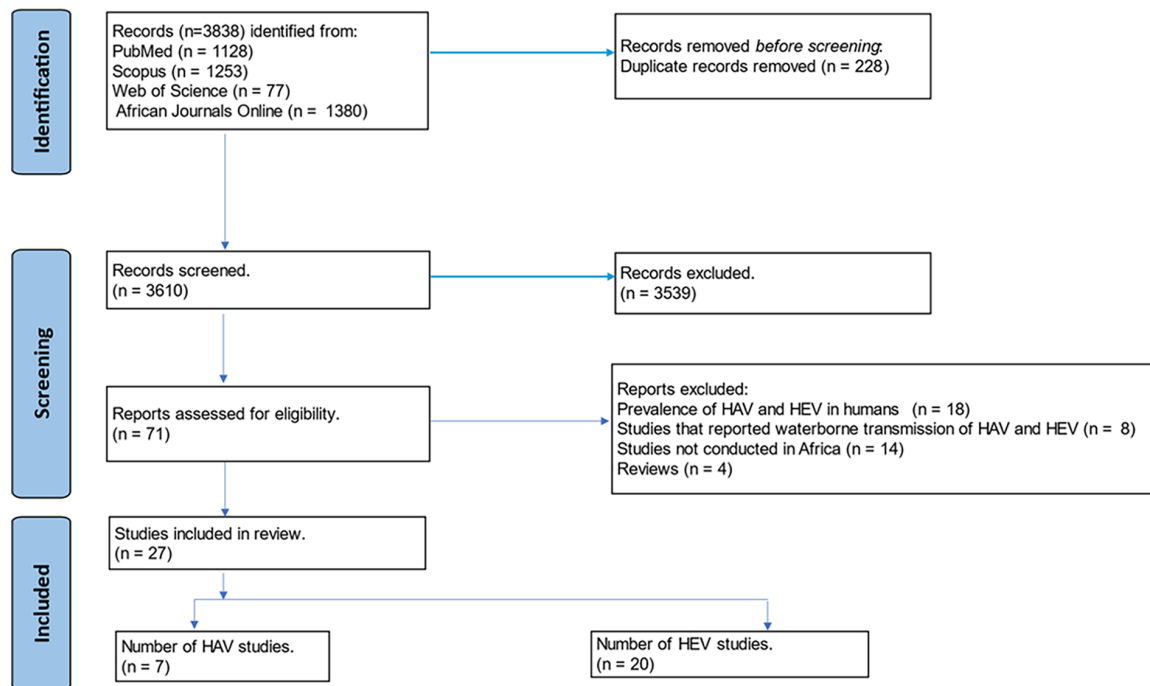 Identification
Records (n=3838) identified from:
PubMed (n = 1128)
Scopus (n = 1253)
Web of Science (n = 77)
African Journals Online (n =  1380)
Records removed before screening:
Duplicate records removed (n = 228)
Screening
Records screened.
(n = 3610)
Records excluded.
(n = 3539)
Reports assessed for eligibility.
(n = 71)
Reports excluded:
Prevalence of HAV and HEV in humans  (n = 18)
Studies that reported waterborne transmission of HAV and HEV (n =  8)
Studies not conducted in Africa (n = 14)
Reviews (n = 4)
Included
Studies included in review.
(n = 27)
Number of HAV studies.
(n = 7)
Number of HEV studies.
(n = 20)